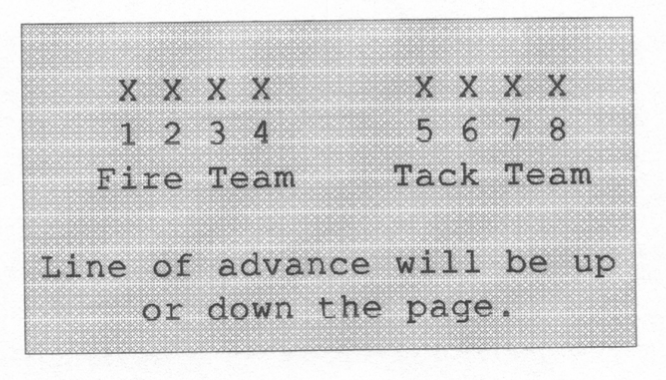 X X X X X X X X
1 2 3 4 5 6 7 8
Fire Team Tack Team
Line of advance will be up
or down the page.